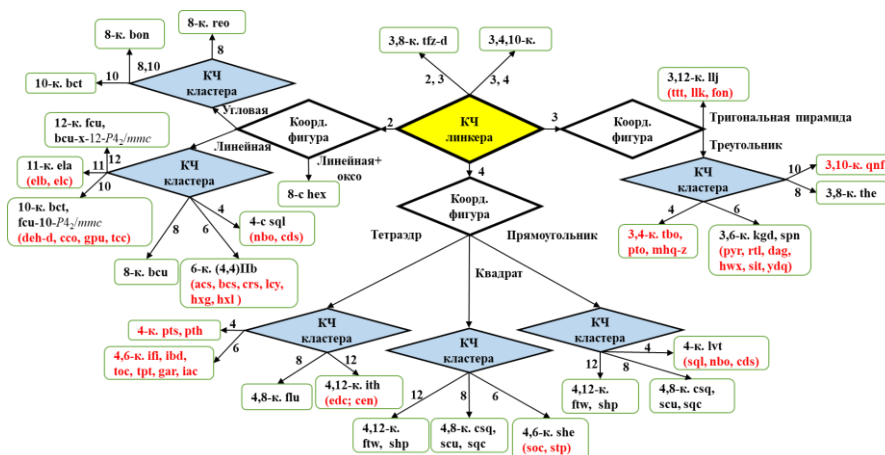 8-к. reo
8-к. bon
8
8,10
10
10-к. bct
КЧ
кластера
3,8-к. tfz-d
3,4,10-к.
2, 3
3, 4
КЧ
линкера
2
3
4
Коорд.
фигура
Угловая
Линейная
Линейная+
оксо
8-c hex
12-к. fcu,
bcu-x-12-P4₂/mmc
12
11-к. ela
(elb, elc)
11
10
10-к. bct,
fcu-10-P4₂/mmc
(deh-d, cco, gpu, tcc)
КЧ
кластера
8
6
4
4-c sql
(nbo, cds)
8-к. bcu
6-к. (4,4)IIb
(acs, bcs, crs, lcy,
hxg, hxl )
Коорд.
фигура
3,12-к. llj
(ttt, llk, fon)
Тригональная пирамида
Треугольник
КЧ
кластера
10
3,10-к. qnf
8
3,8-к. the
4
6
3,4-к. tbo,
pto, mhq-z
3,6-к. kgd, spn
(pyr, rtl, dag,
hwx, sit, ydq)
Коорд.
фигура
Тетраэдр
Квадрат
Прямоугольник
КЧ
кластера
4
4-к. pts, pth
6
4,6-к. ifi, ibd,
toc, tpt, gar, iac
8
12
4,8-к. flu
4,12-к. ith
(edc; cen)
КЧ
кластера
12
8
6
4,12-к.
ftw, shp
4,8-к. csq,
scu, sqc
4,6-к. she
(soc, stp)
КЧ
кластера
4
4-к. lvt
(sql, nbo, cds)
12
8
4,12-к.
ftw, shp
4,8-к. csq,
scu, sqc